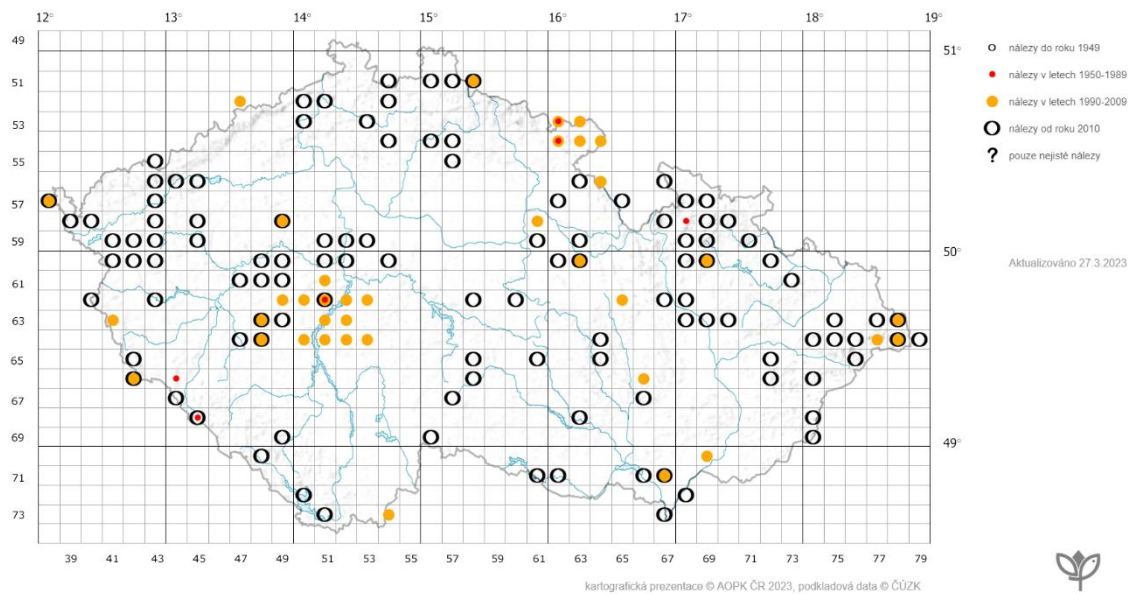 12° 13° 14° 15° 16° 17° 18° 19°
49
51°
nálezy do roku 1949
51
nálezy v letech 1950-1989
53
nálezy v letech 1990-2009
nálezy od roku 2010
55
? pouze nejisté nálezy
57
59
50°
Aktualizováno 27.3.2023
61
63
65
67
69
49°
71
73
39 41 43 45 47 49 51 53 55 57 59 61 63 65 67 69 71 73 75 77 79
kartografická prezentace © AOPK ČR 2023, podkladová data © ČÚZK